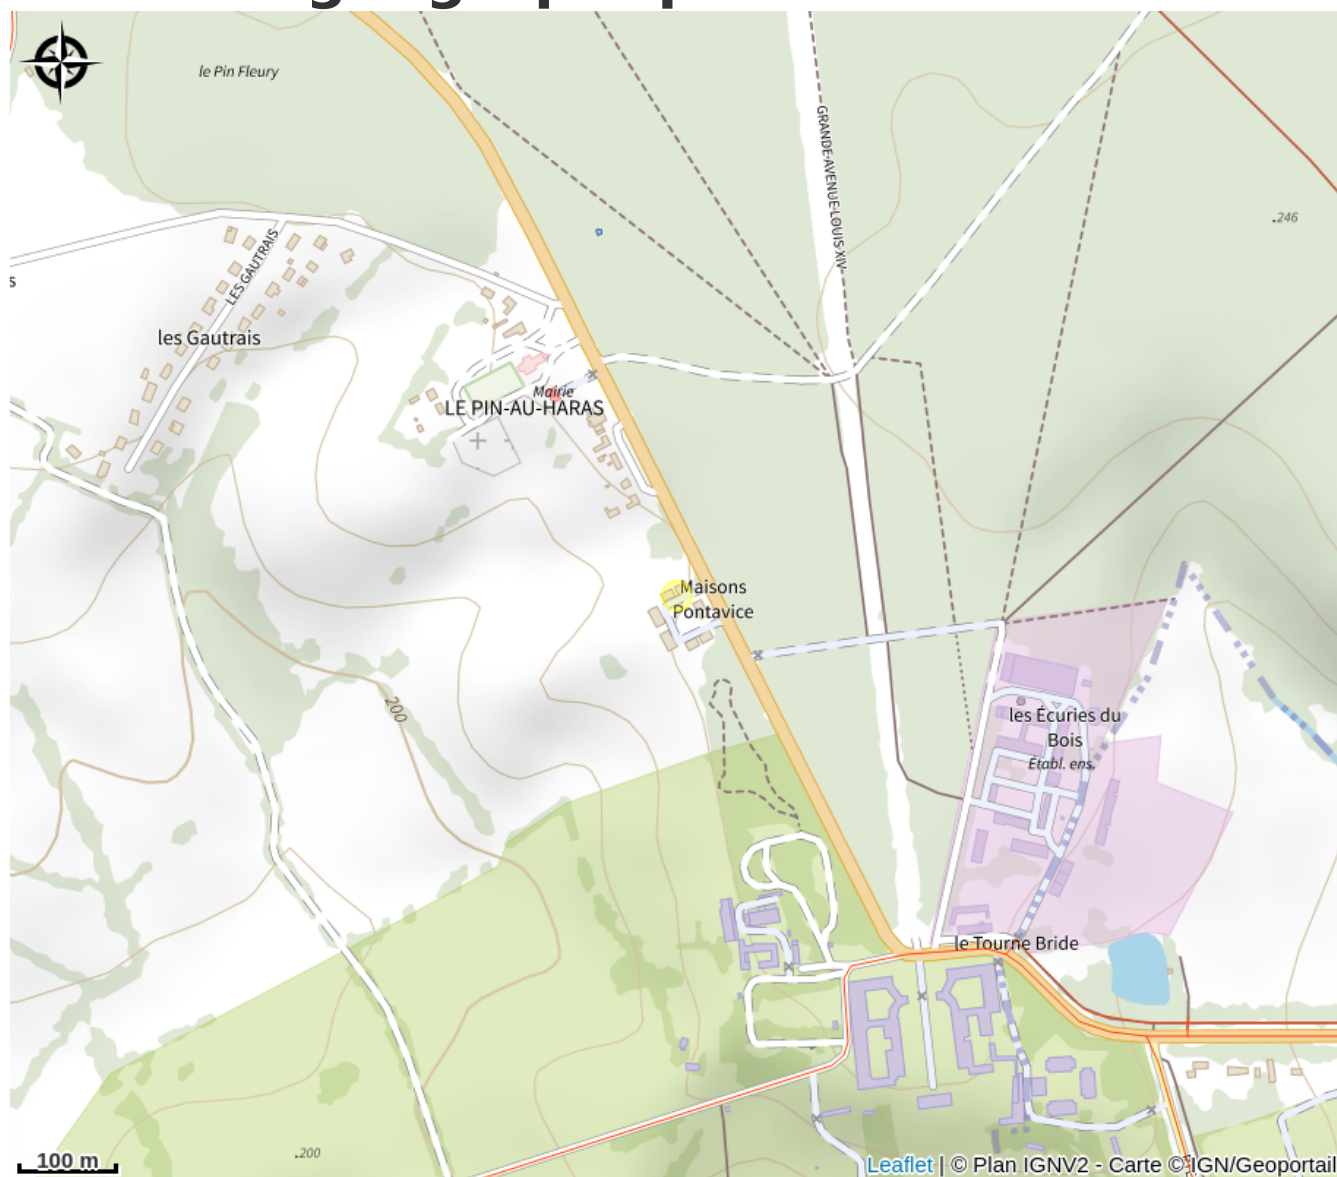 le Pin Fleury
GRANDE AVENUE LOUIS XIV
246
LES GAUTRAIS
s
les Gautrais
Mairie
LE PIN-AU-HARAS
Maisons
Pontavice
200
les Écuries du
Bois
Établ. ens.
le Tourne Bride
200
100 m
Leaflet | © Plan IGNV2 - Carte © IGN/Geoportail